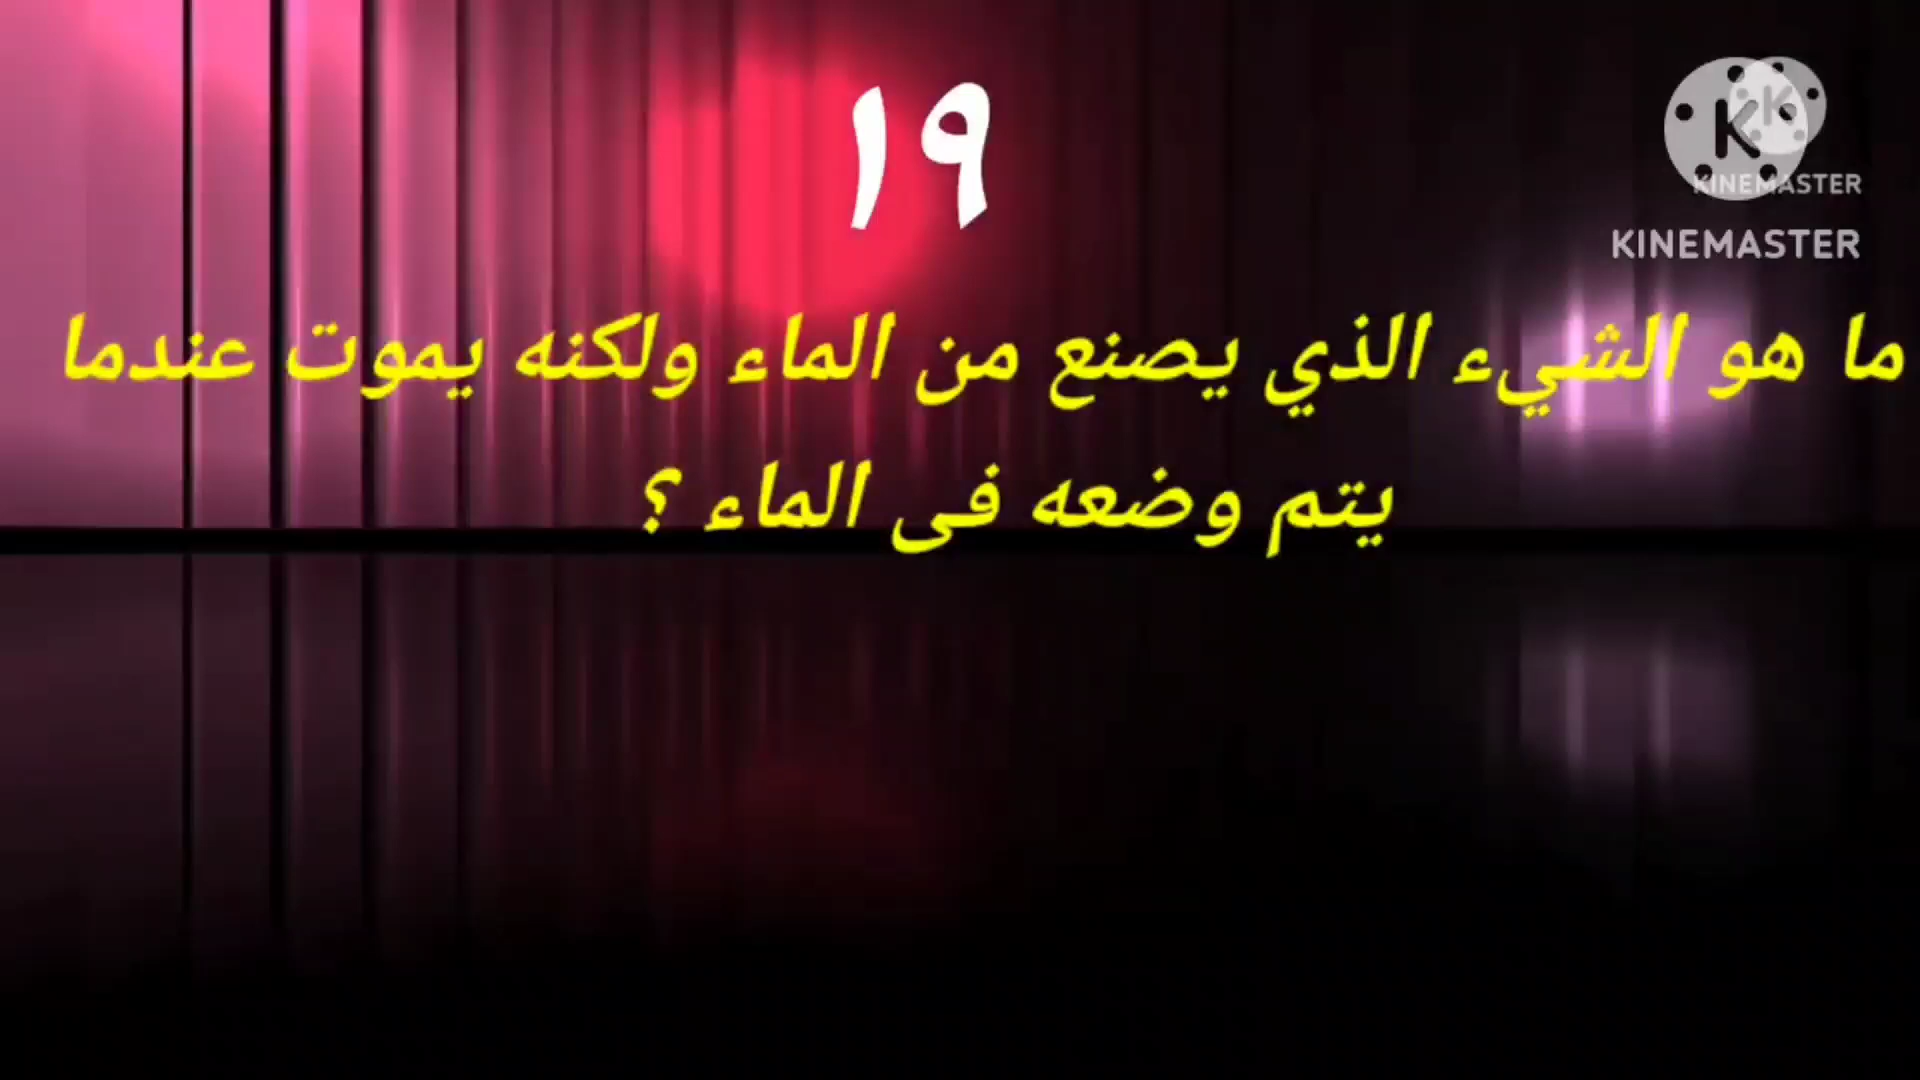 ١٩
KINEMASTER
KINEMASTER
ما هو الشيء الذي يصنع من الماء ولكنه يموت عندما
يتم وضعه فى الماء ؟